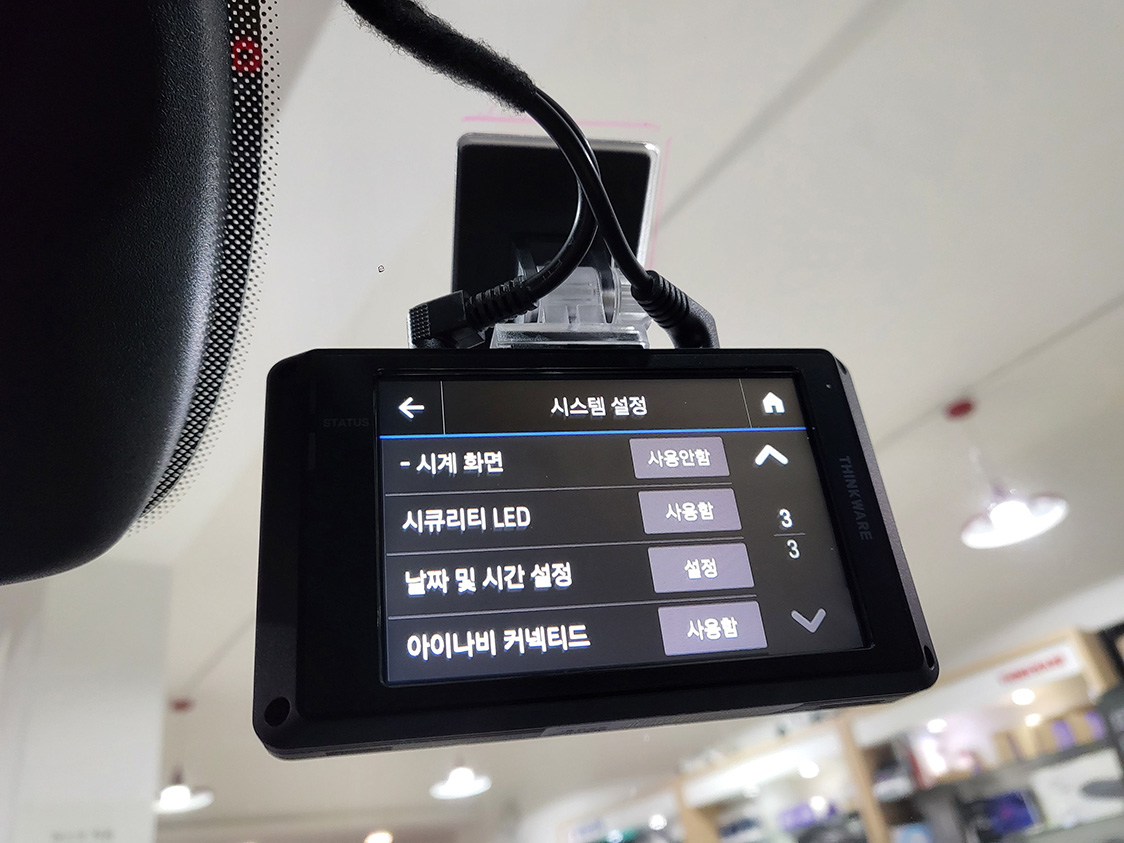 STATUS
시스템 설정
- 시계 화면
사용안함
시큐리티 LED
사용함
날짜 및 시간 설정
설정
아이나비 커넥티드
사용함
3
3
THINKWARE